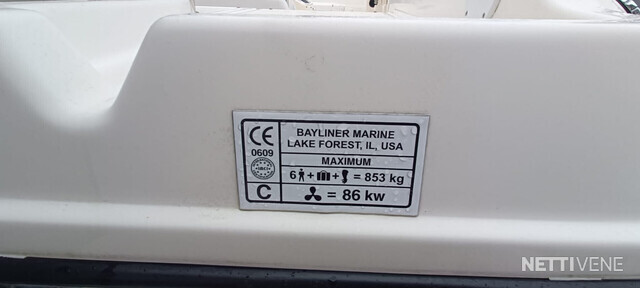 CE
0609
BAYLINER MARINE
LAKE FOREST, IL, USA
MAXIMUM
6 + + = 853 kg
C
= 86 kw
NETTIVENE